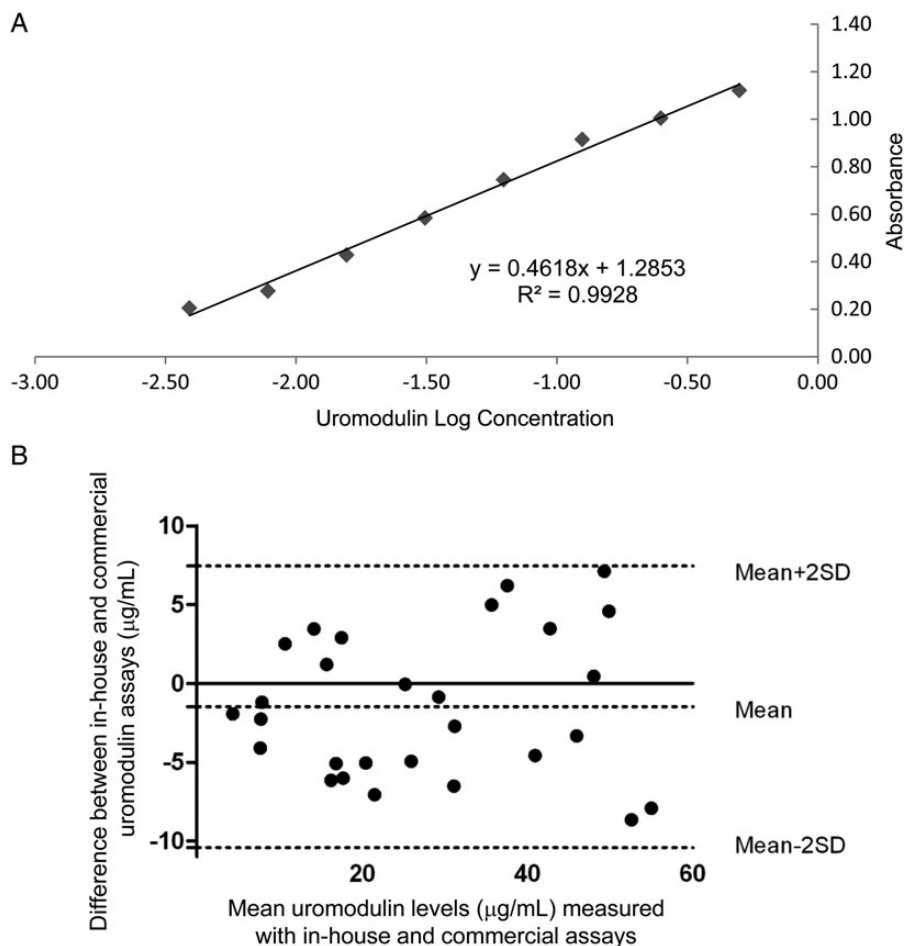 A
1.40
1.20
1.00
0.80
0.60
0.40
0.20
0.00
Absorbance
y = 0.4618x + 1.2853
R² = 0.9928
-3.00 -2.50 -2.00 -1.50 -1.00 -0.50 0.00
Uromodulin Log Concentration
B
Difference between in-house and commercial
uromodulin assays (μg/mL)
10
5
0
-5
-10
Mean+2SD
Mean
Mean-2SD
20 40 60
Mean uromodulin levels (μg/mL) measured
with in-house and commercial assays